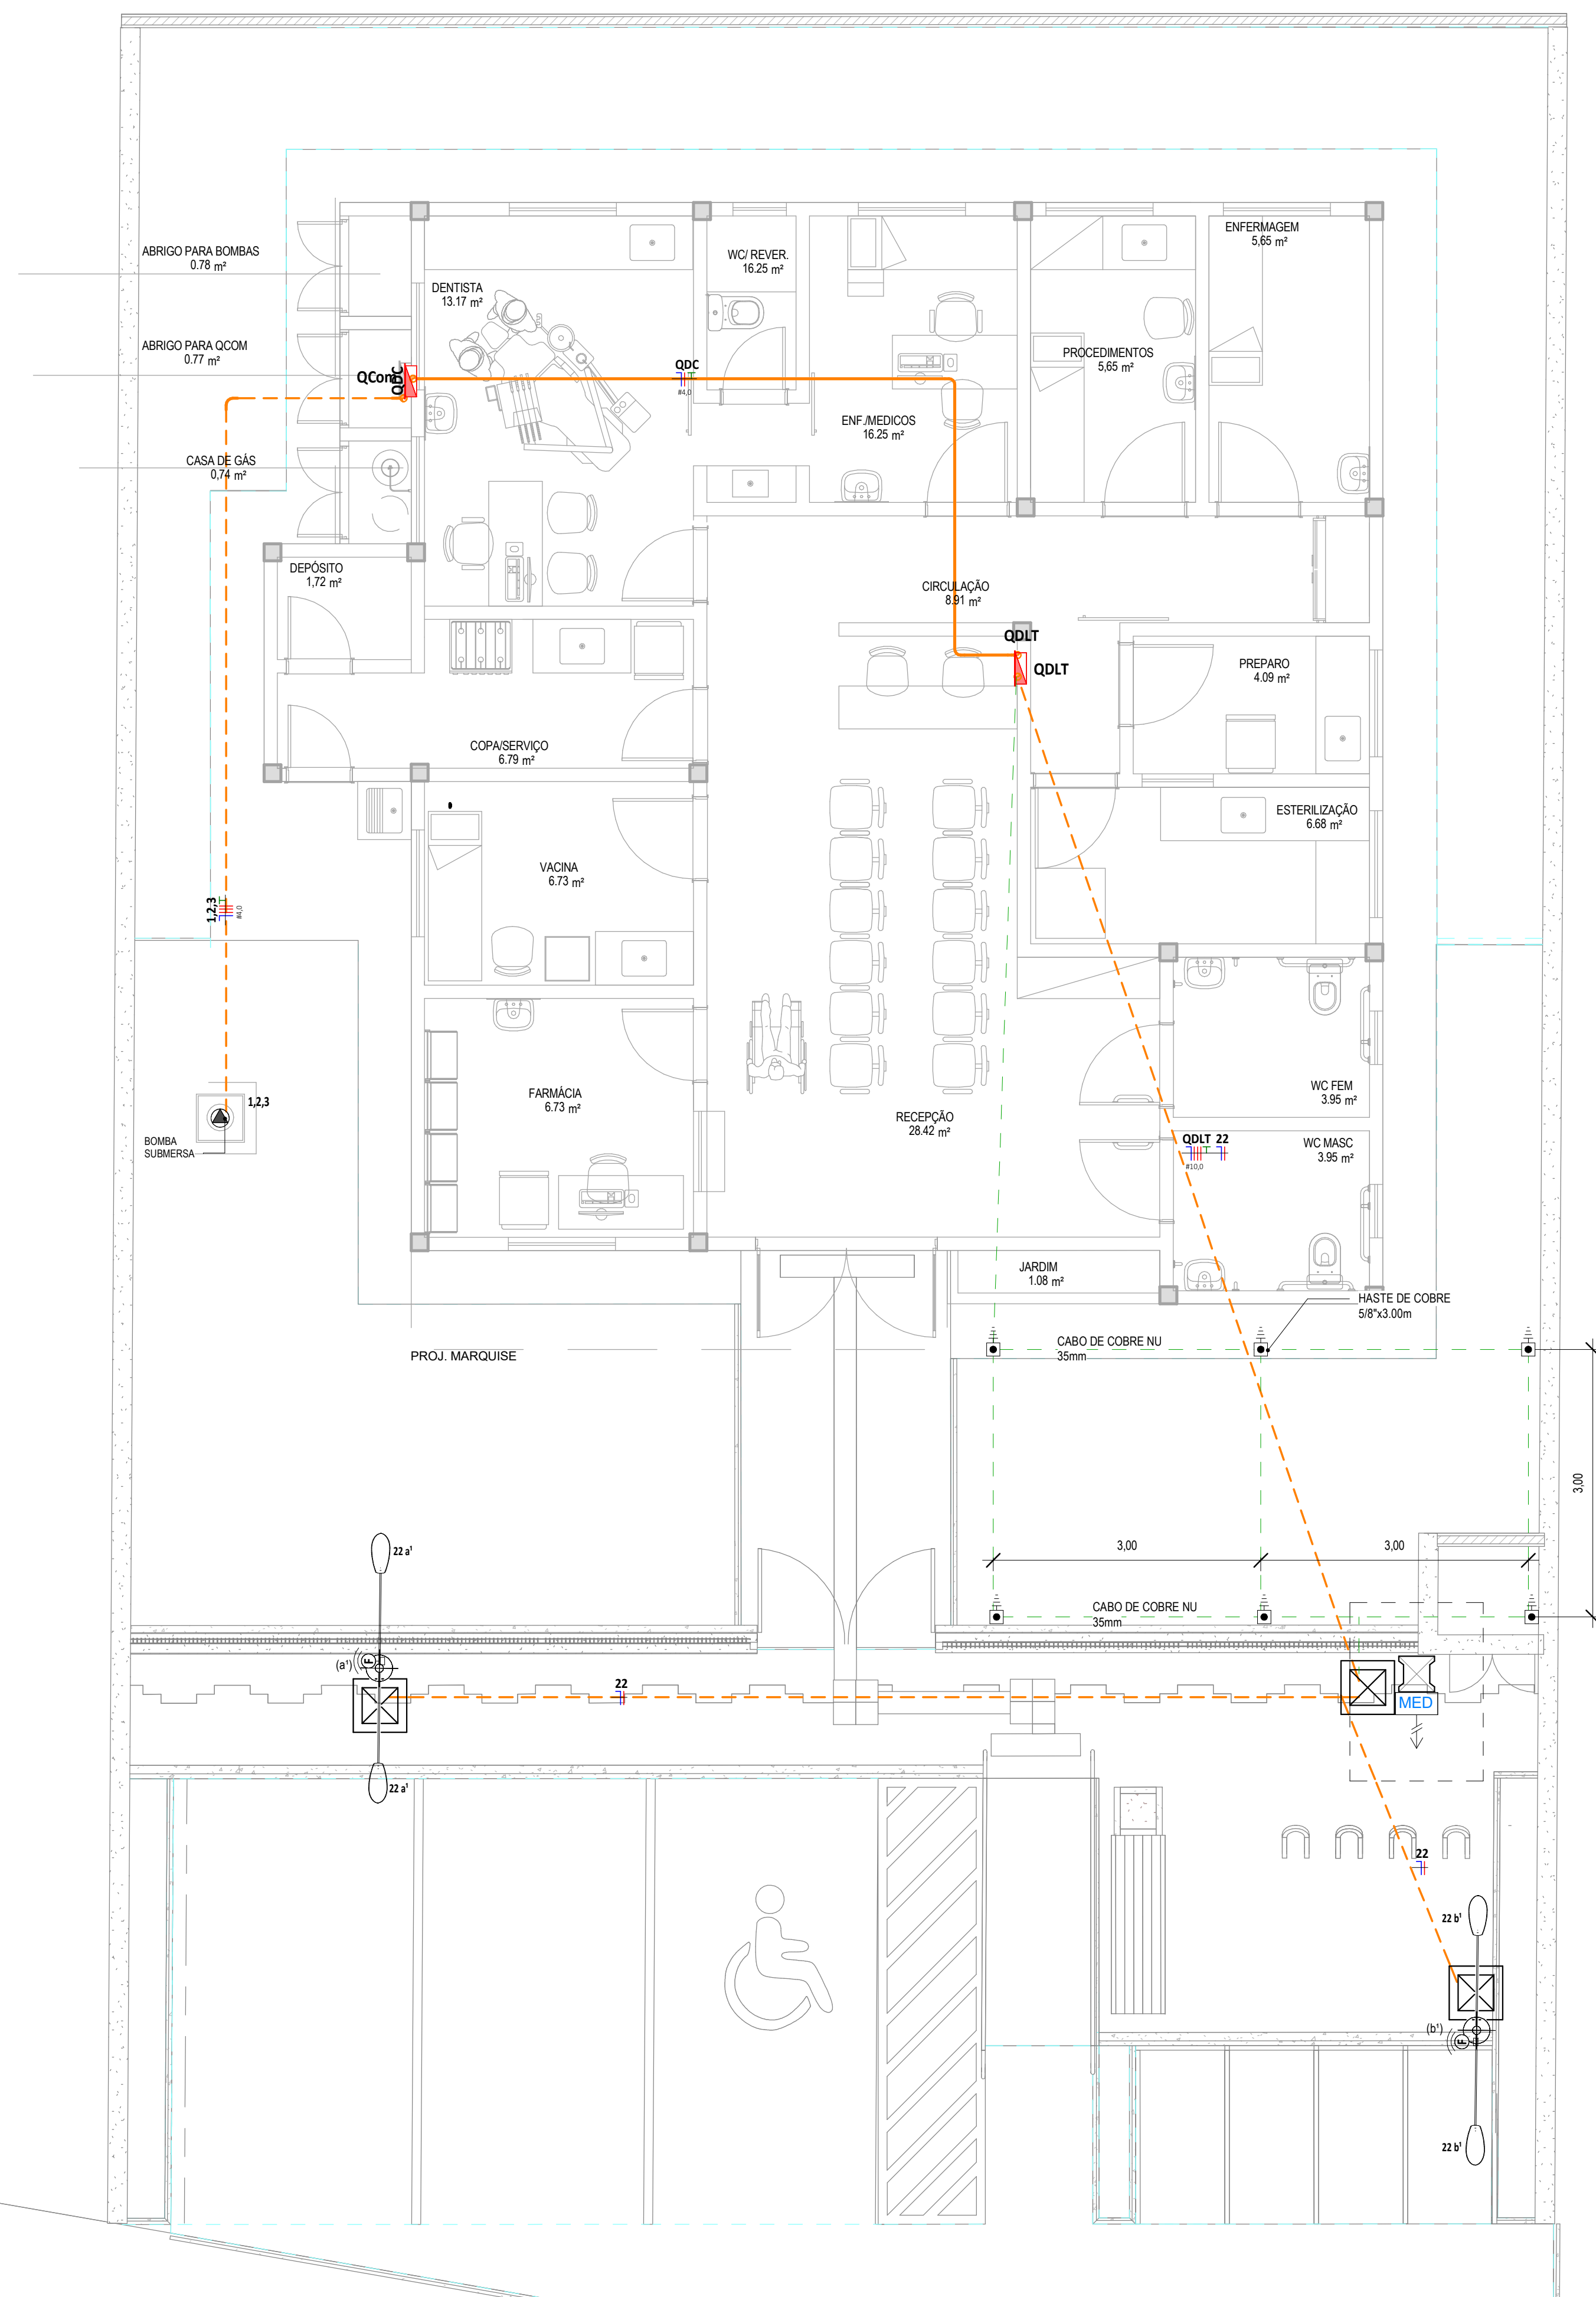 ENFERMAGEM
5,65 m²
ABRIGO PARA BOMBAS
0.78 m²
WC/ REVER.
16.25 m²
DENTISTA
13.17 m²
ABRIGO PARA QCOM
0.77 m²
PROCEDIMENTOS
5,65 m²
QDC
#4,0
QCom
QDC
ENF./MEDICOS
16.25 m²
CASA DE GÁS
0,74 m²
DEPÓSITO
1,72 m²
CIRCULAÇÃO
8.91 m²
QDLT
QDLT
PREPARO
4.09 m²
COPA/SERVIÇO
6.79 m²
ESTERILIZAÇÃO
6.68 m²
VACINA
6.73 m²
1,2,3
#4,0
FARMÁCIA
6.73 m²
WC FEM
3.95 m²
1,2,3
RECEPÇÃO
28.42 m²
BOMBA
SUBMERSA
QDLT 22
#10,0
WC MASC
3.95 m²
JARDIM
1.08 m²
HASTE DE COBRE
5/8"x3.00m
CABO DE COBRE NU
35mm
PROJ. MARQUISE
3,00
3,00
3,00
22 a¹
CABO DE COBRE NU
35mm
(a¹)
F
22
MED
22 a¹
22
22 b¹
(b¹)
F
22 b¹